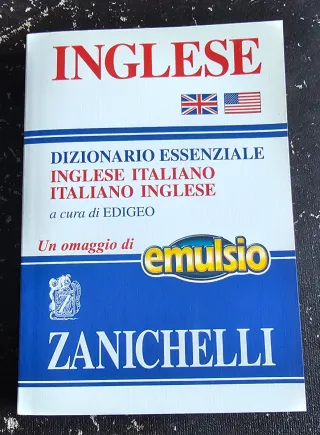 INGLESE
DIZIONARIO ESSENZIALE
INGLESE ITALIANO
ITALIANO INGLESE
a cura di EDIGEO
Un omaggio di
emulsio
Z
ZANICHELLI